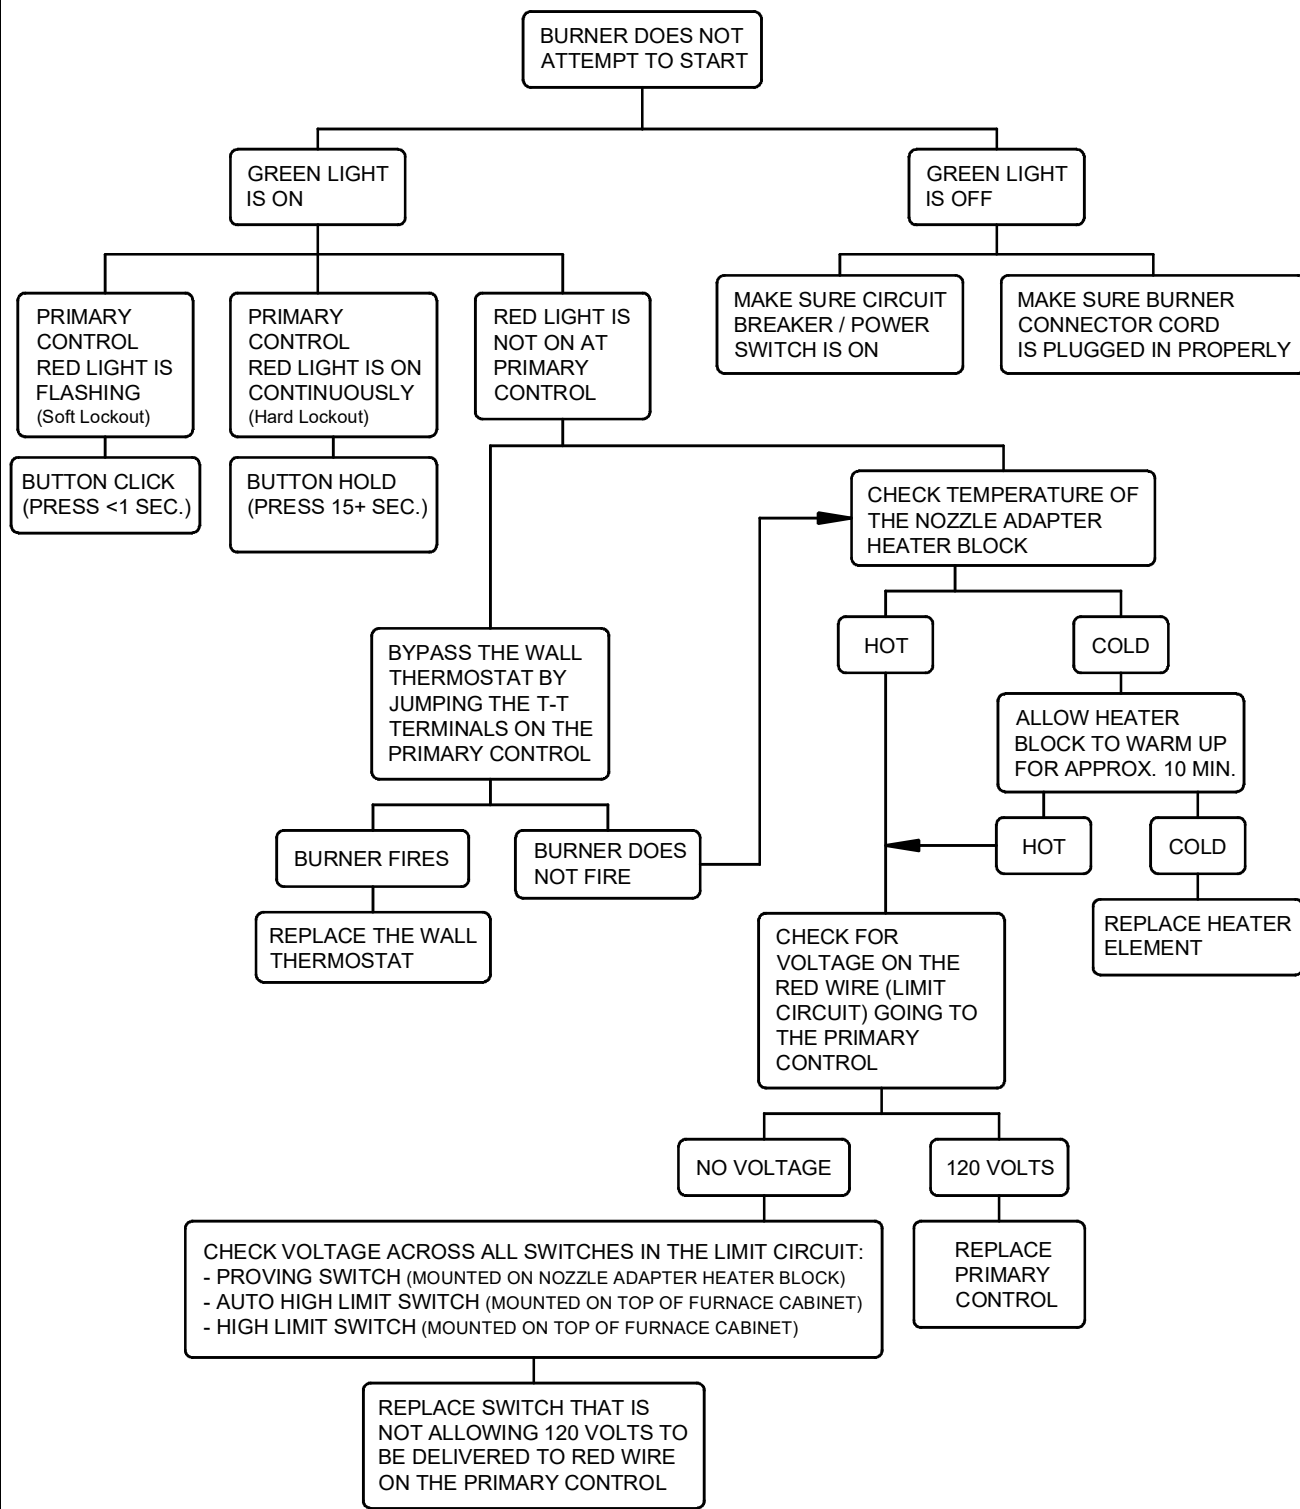 BURNER DOES NOT
ATTEMPT TO START
GREEN LIGHT
IS ON
GREEN LIGHT
IS OFF
PRIMARY
CONTROL
RED LIGHT IS
FLASHING
(Soft Lockout)
PRIMARY
CONTROL
RED LIGHT IS ON
CONTINUOUSLY
(Hard Lockout)
RED LIGHT IS
NOT ON AT
PRIMARY
CONTROL
MAKE SURE CIRCUIT
BREAKER / POWER
SWITCH IS ON
MAKE SURE BURNER
CONNECTOR CORD
IS PLUGGED IN PROPERLY
BUTTON CLICK
(PRESS <1 SEC.)
BUTTON HOLD
(PRESS 15+ SEC.)
CHECK TEMPERATURE OF
THE NOZZLE ADAPTER
HEATER BLOCK
HOT
COLD
BYPASS THE WALL
THERMOSTAT BY
JUMPING THE T-T
TERMINALS ON THE
PRIMARY CONTROL
ALLOW HEATER
BLOCK TO WARM UP
FOR APPROX. 10 MIN.
BURNER FIRES
BURNER DOES
NOT FIRE
HOT
COLD
REPLACE THE WALL
THERMOSTAT
CHECK FOR
VOLTAGE ON THE
RED WIRE (LIMIT
CIRCUIT) GOING TO
THE PRIMARY
CONTROL
REPLACE HEATER
ELEMENT
NO VOLTAGE
120 VOLTS
CHECK VOLTAGE ACROSS ALL SWITCHES IN THE LIMIT CIRCUIT:
- PROVING SWITCH (MOUNTED ON NOZZLE ADAPTER HEATER BLOCK)
- AUTO HIGH LIMIT SWITCH (MOUNTED ON TOP OF FURNACE CABINET)
- HIGH LIMIT SWITCH (MOUNTED ON TOP OF FURNACE CABINET)
REPLACE
PRIMARY
CONTROL
REPLACE SWITCH THAT IS
NOT ALLOWING 120 VOLTS TO
BE DELIVERED TO RED WIRE
ON THE PRIMARY CONTROL